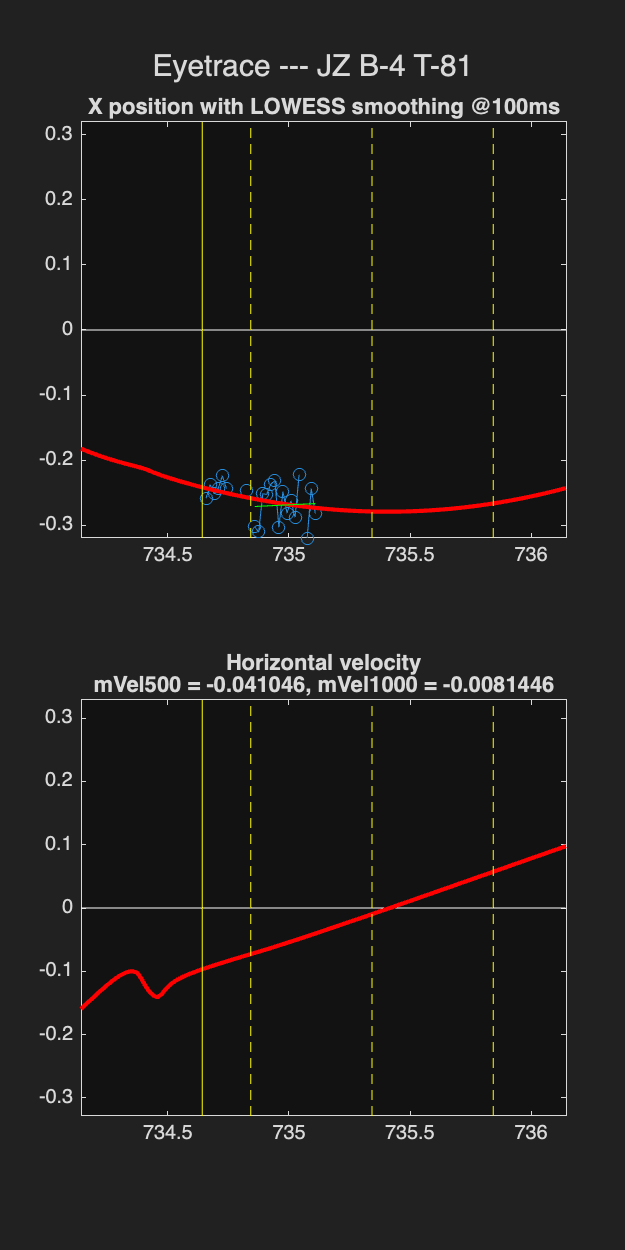 Eyetrace --- JZ B-4 T-81
X position with LOWESS smoothing @100ms
0.3
0.2
0.1
0
-0.1
-0.2
-0.3
734.5 735 735.5 736
Horizontal velocity
mVel500 = -0.041046, mVel1000 = -0.0081446
0.3
0.2
0.1
0
-0.1
-0.2
-0.3
734.5 735 735.5 736